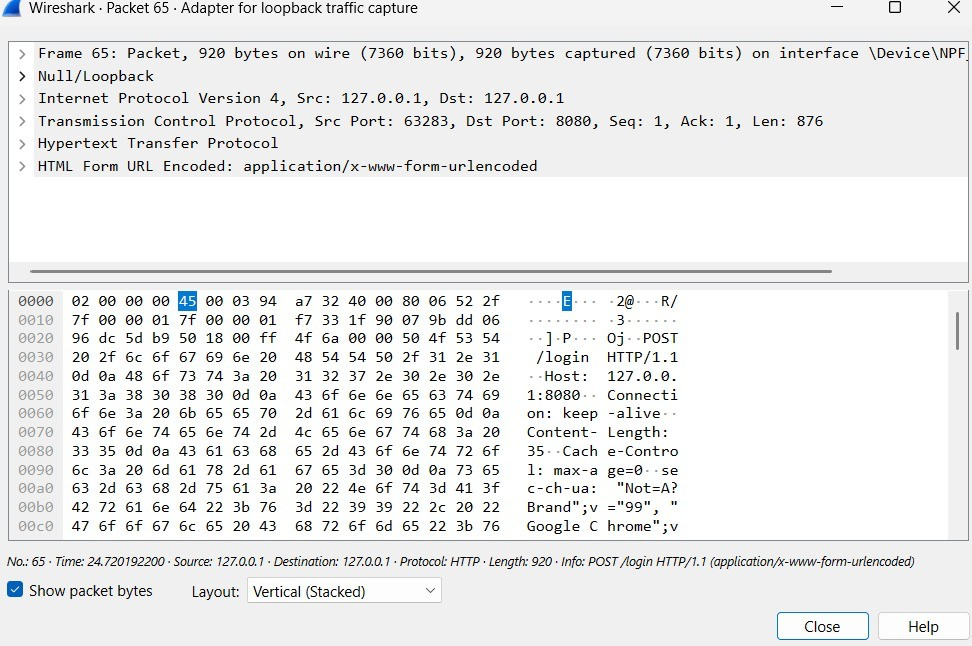 Wireshark · Packet 65 · Adapter for loopback traffic capture
Frame 65: Packet, 920 bytes on wire (7360 bits), 920 bytes captured (7360 bits) on interface \Device\NPF_
Null/Loopback
Internet Protocol Version 4, Src: 127.0.0.1, Dst: 127.0.0.1
Transmission Control Protocol, Src Port: 63283, Dst Port: 8080, Seq: 1, Ack: 1, Len: 876
Hypertext Transfer Protocol
HTML Form URL Encoded: application/x-www-form-urlencoded
0000 02 00 00 00 45 00 03 94 a7 32 40 00 80 06 52 2f ····E··· ·2@···R/
0010 7f 00 00 01 7f 00 00 01 f7 33 1f 90 07 9b dd 06 ········ ·3······
0020 96 dc 5d b9 50 18 00 ff 4f 6a 00 00 50 4f 53 54 ··]·P··· Oj··POST
0030 20 2f 6c 6f 67 69 6e 20 48 54 54 50 2f 31 2e 31 /login HTTP/1.1
0040 0d 0a 48 6f 73 74 3a 20 31 32 37 2e 30 2e 30 2e ··Host: 127.0.0.
0050 31 3a 38 30 38 30 0d 0a 43 6f 6e 6e 65 63 74 69 1:8080·· Connecti
0060 6f 6e 3a 20 6b 65 65 70 2d 61 6c 69 76 65 0d 0a on: keep -alive··
0070 43 6f 6e 74 65 6e 74 2d 4c 65 6e 67 74 68 3a 20 Content- Length:
0080 33 35 0d 0a 43 61 63 68 65 2d 43 6f 6e 74 72 6f 35··Cach e-Contro
0090 6c 3a 20 6d 61 78 2d 61 67 65 3d 30 0d 0a 73 65 l: max-a ge=0··se
00a0 63 2d 63 68 2d 75 61 3a 20 22 4e 6f 74 3d 41 3f c-ch-ua: "Not=A?
00b0 42 72 61 6e 64 22 3b 76 3d 22 39 39 22 2c 20 22 Brand";v ="99", "
00c0 47 6f 6f 67 6c 65 20 43 68 72 6f 6d 65 22 3b 76 Google C hrome";v
No.: 65 · Time: 24.720192200 · Source: 127.0.0.1 · Destination: 127.0.0.1 · Protocol: HTTP · Length: 920 · Info: POST /login HTTP/1.1 (application/x-www-form-urlencoded)
Show packet bytes Layout: Vertical (Stacked)
Close Help